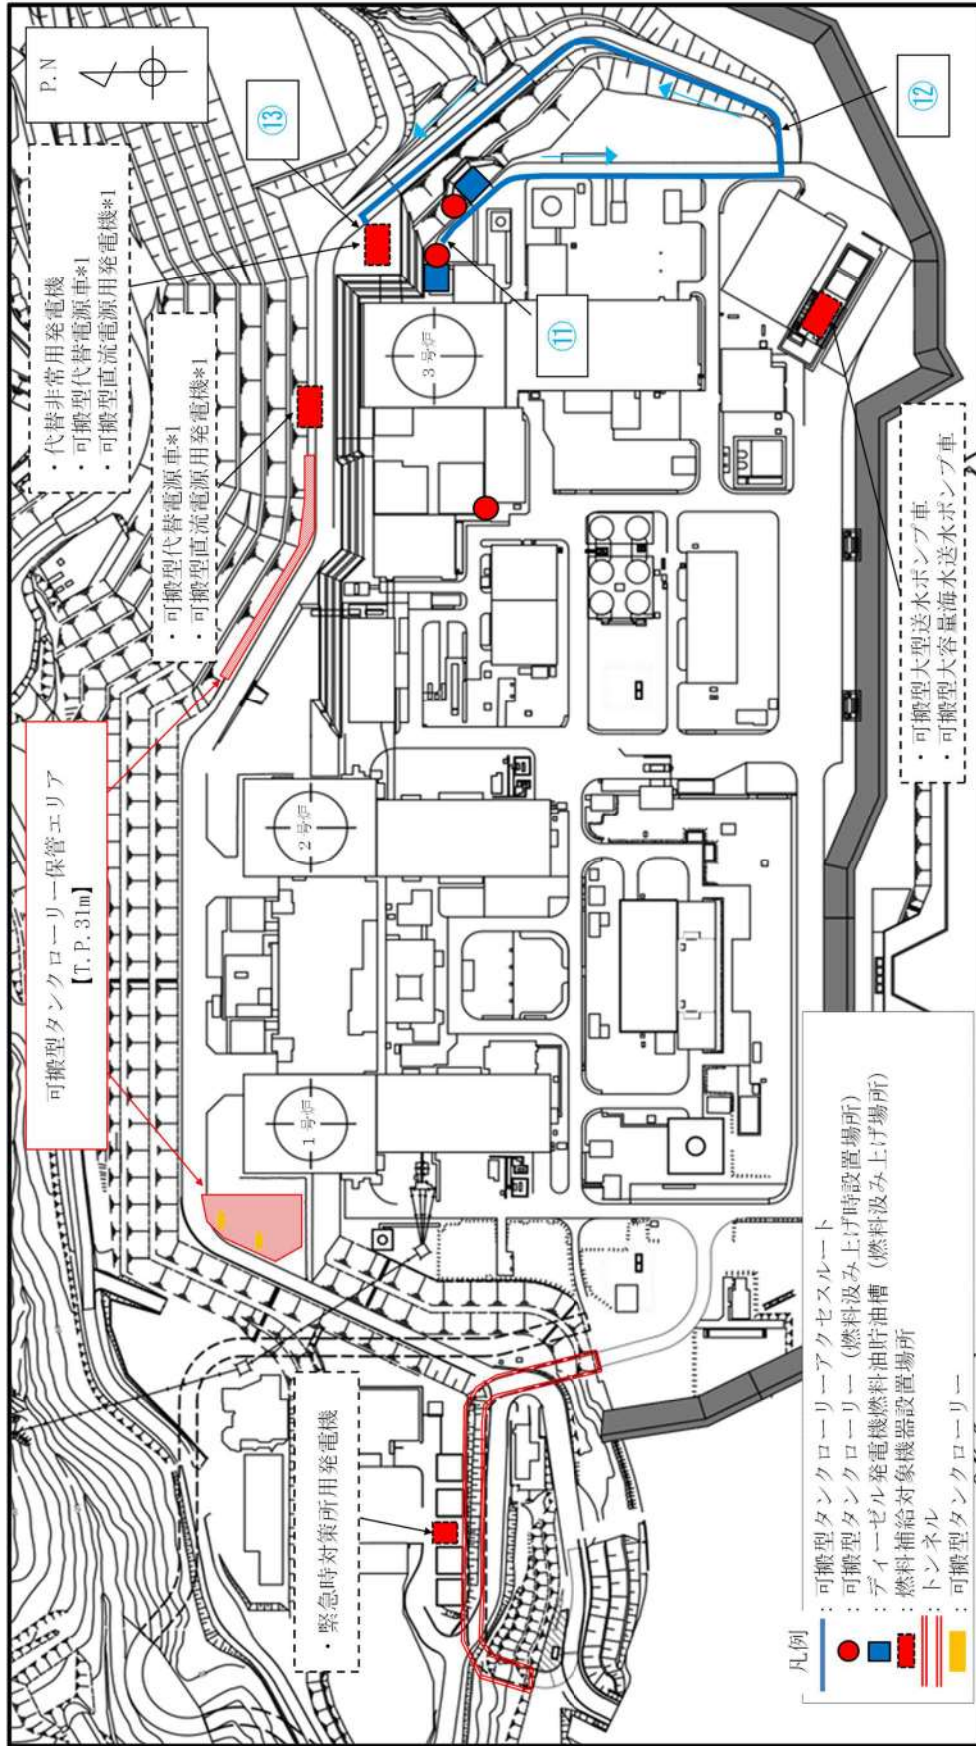 P.N
⑬
・代替非常用発電機
・可搬型代替電源車*1
・可搬型直流電源用発電機*1
・可搬型代替電源車*1
・可搬型直流電源用発電機*1
可搬型タンクローリー保管エリア
【T.P.31m】
・緊急時対策所用発電機
⑫
⑪
3号炉
2号炉
1号炉
・可搬型大型送水ポンプ車
・可搬型大容量海水送水ポンプ車
凡例
：可搬型タンクローリーアクセスルート
：可搬型タンクローリー（燃料汲み上げ時設置場所）
：ディーゼル発電機燃料油貯油槽（燃料汲み上げ場所）
：燃料補給対象機器設置場所
：トンネル
：可搬型タンクローリー